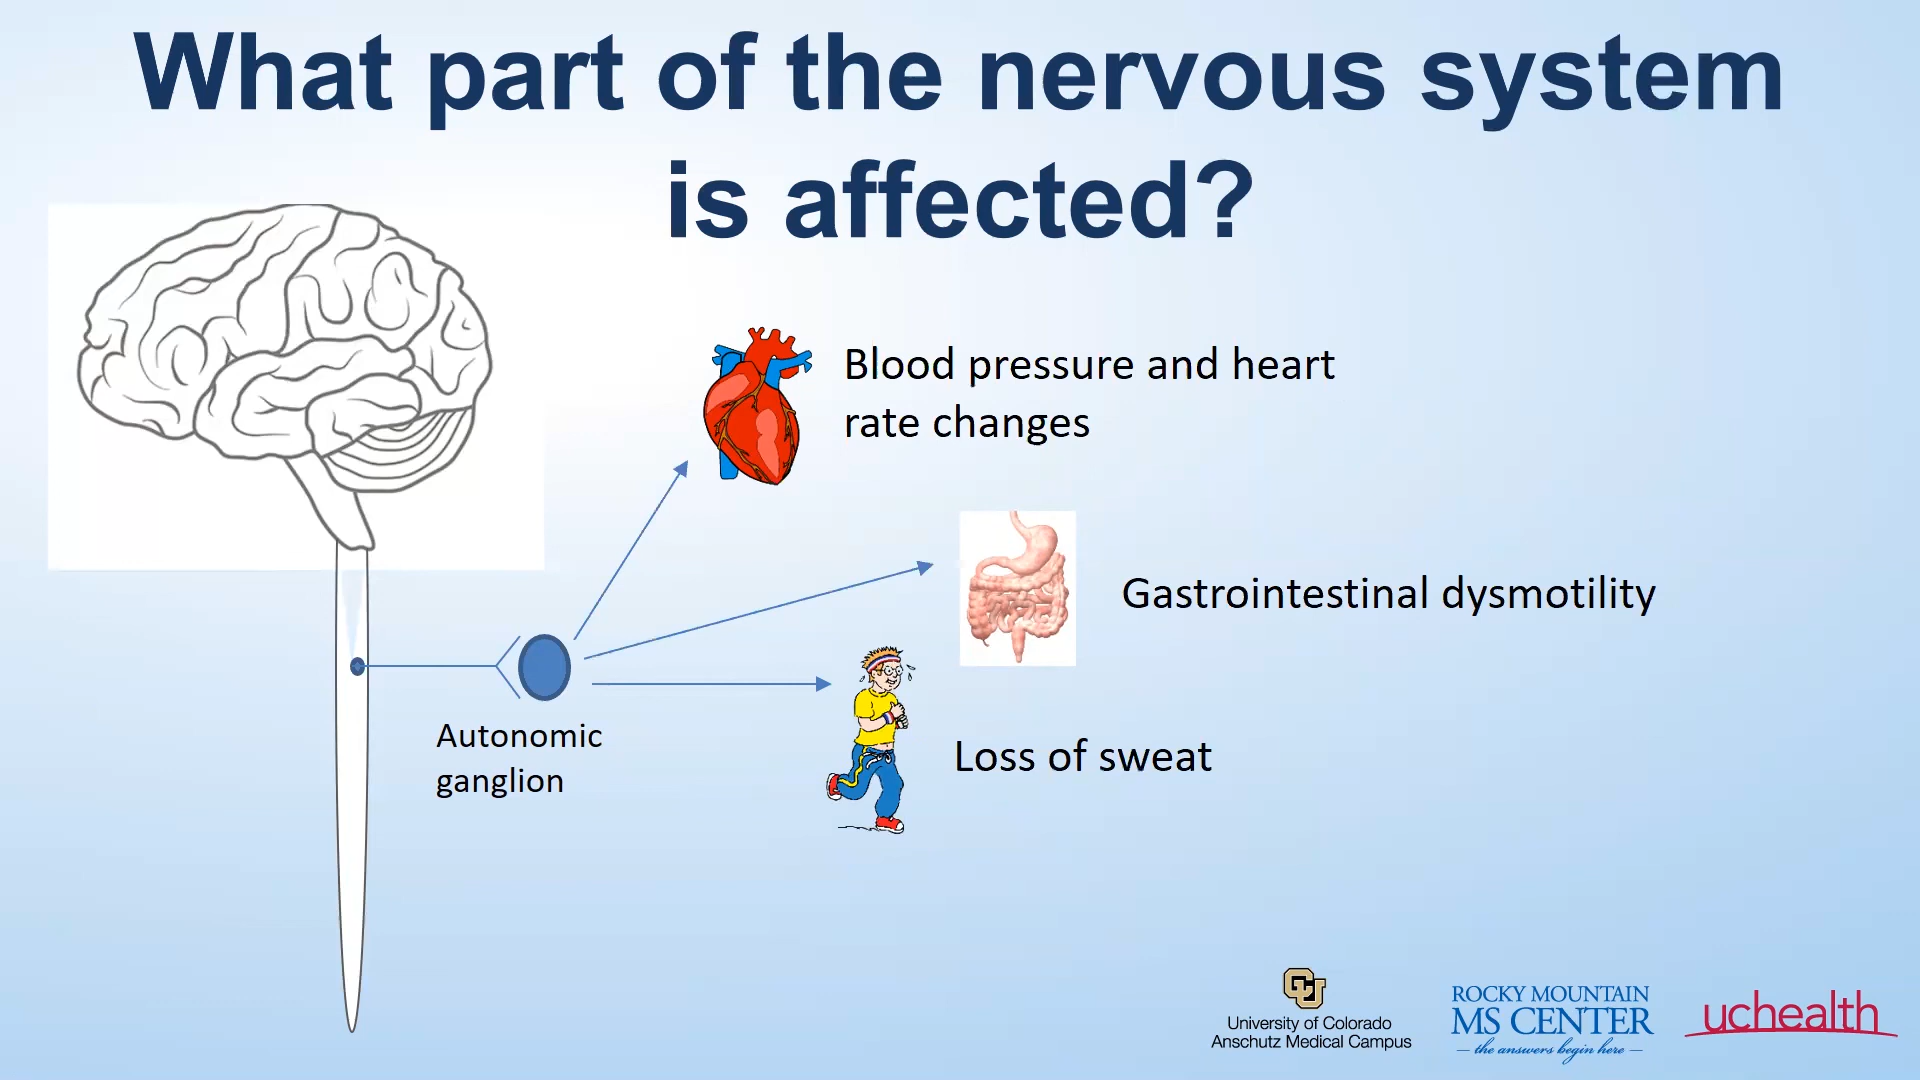 What part of the nervous system
is affected?
Blood pressure and heart
rate changes
Gastrointestinal dysmotility
Autonomic
ganglion
Loss of sweat
CU
University of Colorado
Anschutz Medical Campus
ROCKY MOUNTAIN
MS CENTER
— the answers begin here —
uchealth